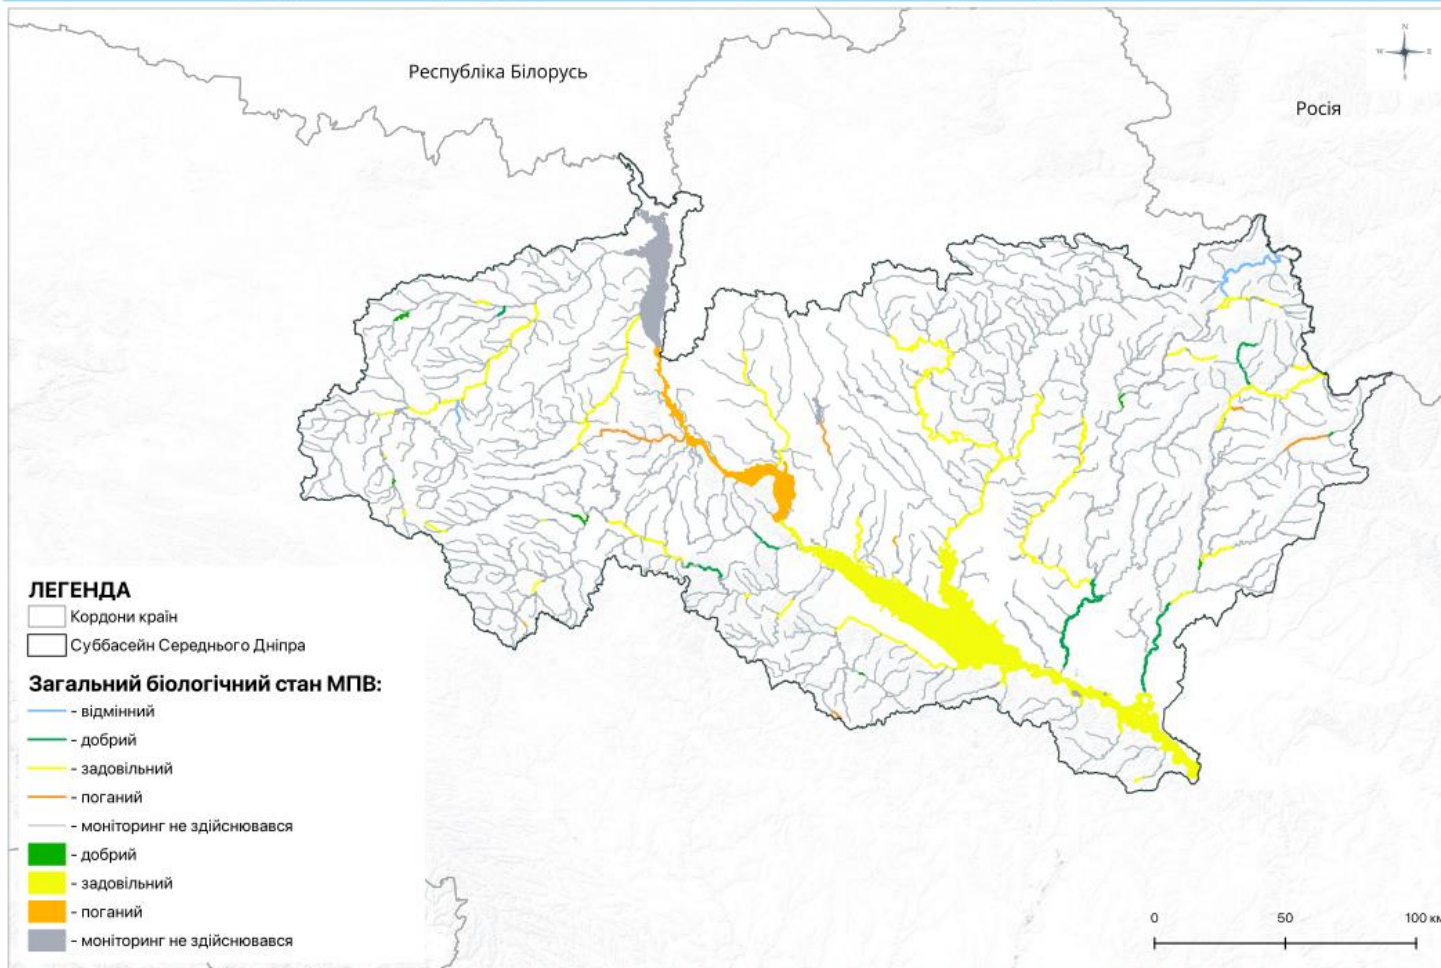 Республіка Білорусь
N
W
E
S
Росія
ЛЕГЕНДА
Кордони країн
Суббасейн Середнього Дніпра
Загальний біологічний стан МПВ:
- відмінний
- добрий
- задовільний
- поганий
- моніторинг не здійснювався
- добрий
- задовільний
- поганий
- моніторинг не здійснювався
0 50 100 км